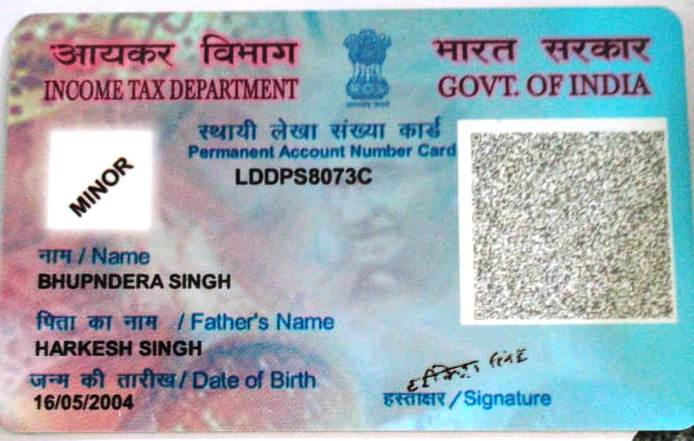 आयकर विभाग
INCOME TAX DEPARTMENT
भारत सरकार
GOVT. OF INDIA
स्थायी लेखा संख्या कार्ड
Permanent Account Number Card
LDDPS8073C
MINOR
नाम / Name
BHUPNDERA SINGH
पिता का नाम / Father's Name
HARKESH SINGH
जन्म की तारीख / Date of Birth
16/05/2004
हस्ताक्षर / Signature